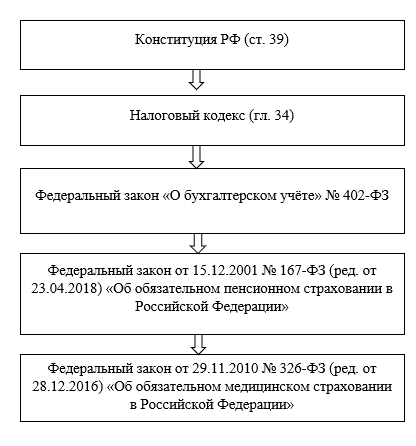 Конституция РФ (ст. 39)
Налоговый кодекс (гл. 34)
Федеральный закон «О бухгалтерском учёте» № 402-ФЗ
Федеральный закон от 15.12.2001 № 167-ФЗ (ред. от
23.04.2018) «Об обязательном пенсионном страховании в
Российской Федерации»
Федеральный закон от 29.11.2010 № 326-ФЗ (ред. от
28.12.2016) «Об обязательном медицинском страховании
в Российской Федерации»